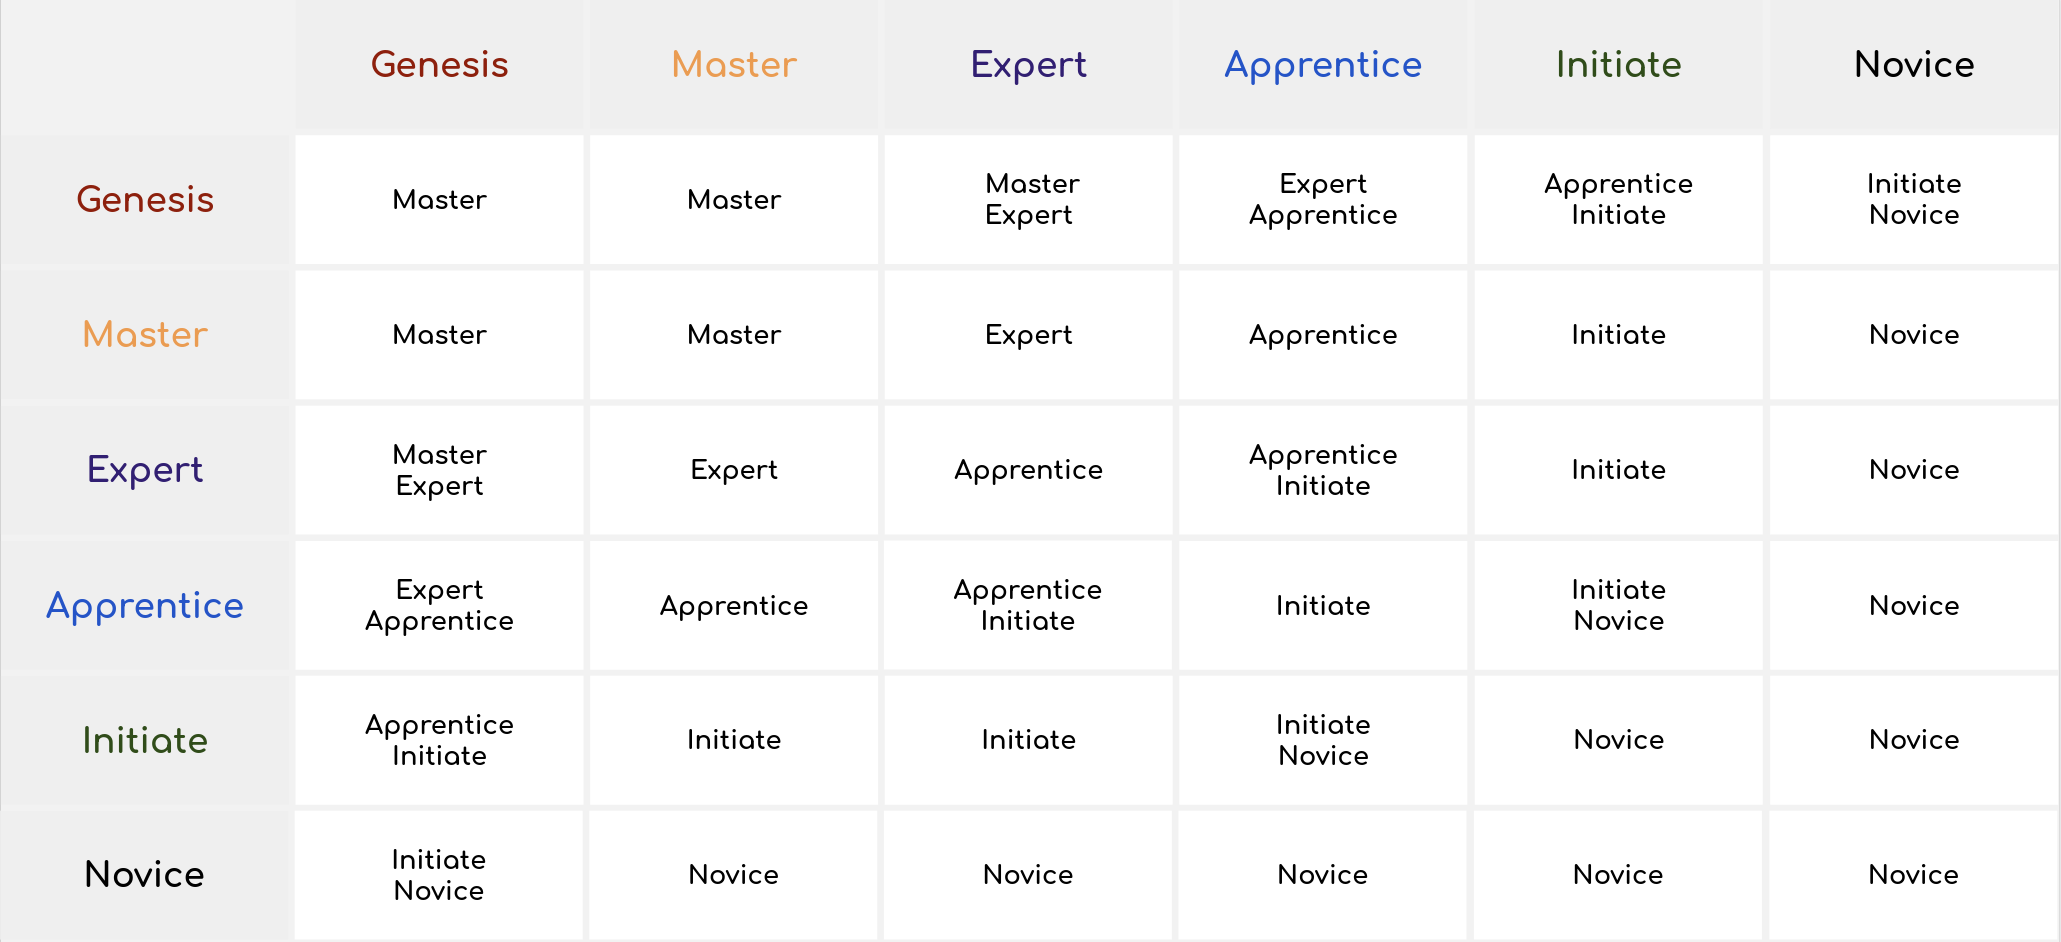 Genesis Master Expert Apprentice Initiate Novice
Genesis Master Master Master Expert Apprentice Initiate
Expert Apprentice Initiate Novice
Master Master Master Expert Apprentice Initiate Novice
Expert Master Expert Apprentice Apprentice Initiate Novice
Expert Initiate
Apprentice Expert Apprentice Apprentice Initiate Initiate Novice
Apprentice Initiate Novice
Initiate Apprentice Initiate Initiate Initiate Novice Novice
Initiate Novice
Novice Initiate Novice Novice Novice Novice Novice
Novice